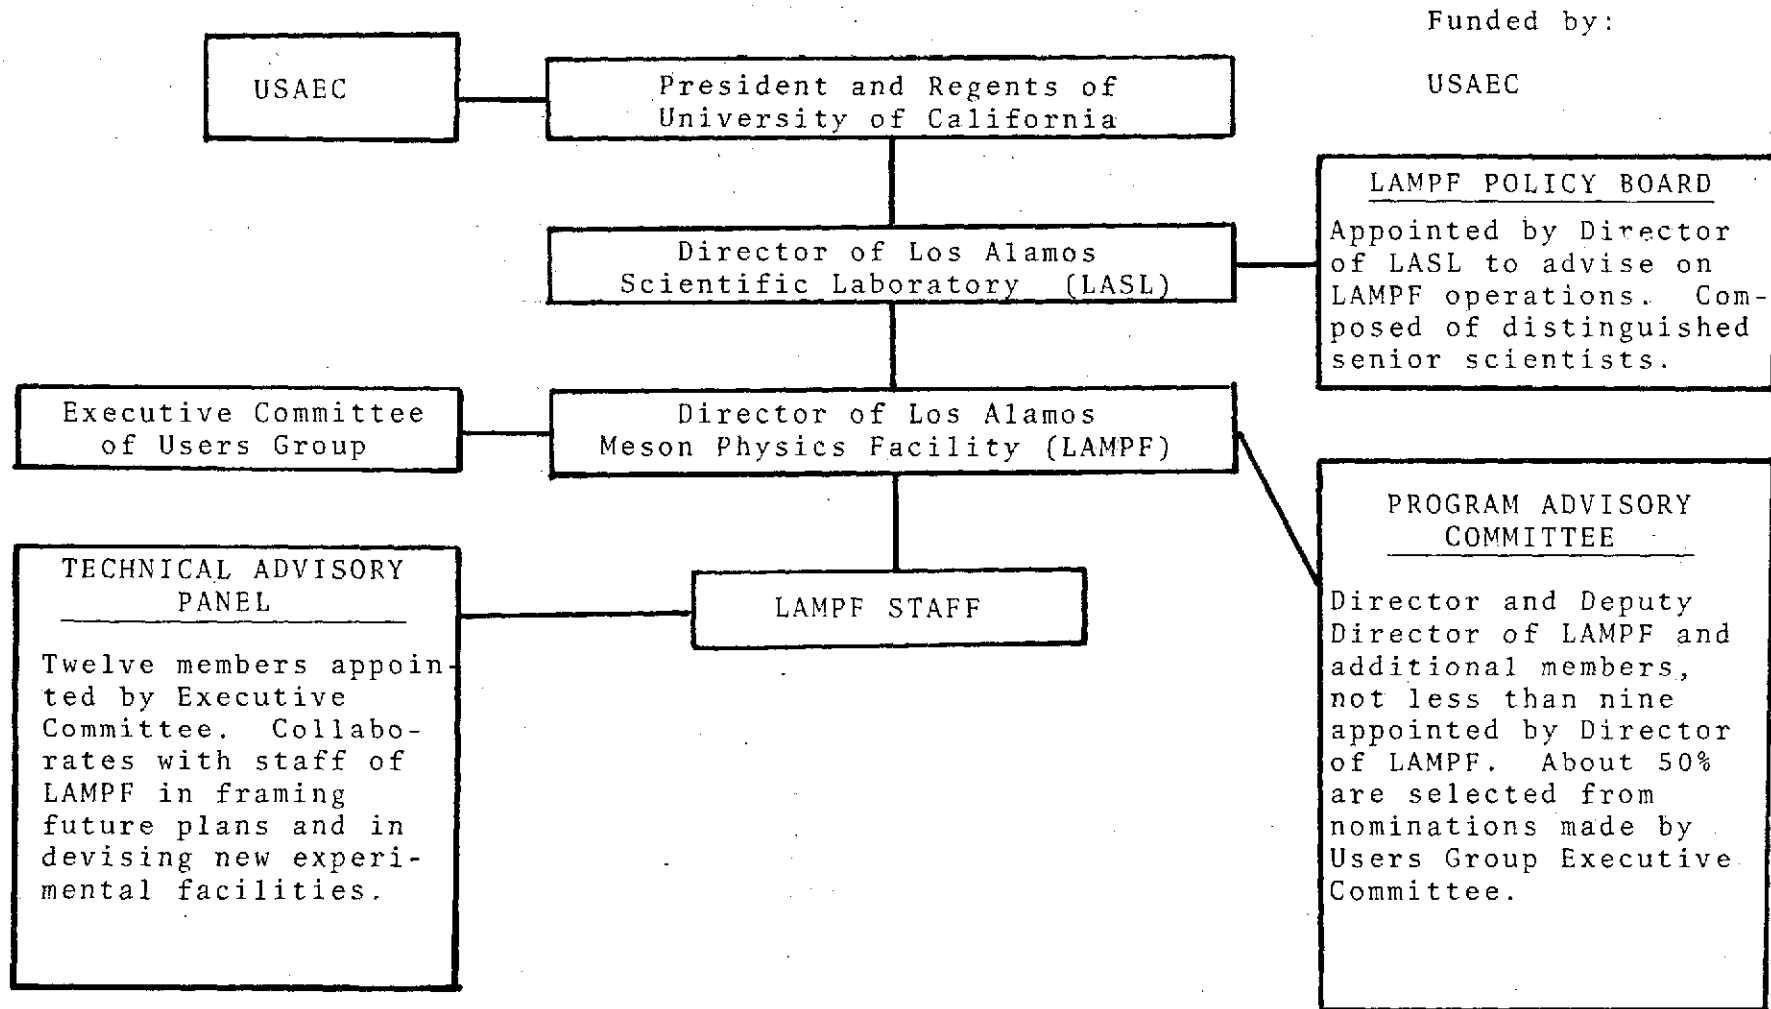 Funded by:
USAEC
USAEC
President and Regents of
University of California
LAMPF POLICY BOARD
Appointed by Director
of LASL to advise on
LAMPF operations. Com-
posed of distinguished
senior scientists.
Director of Los Alamos
Scientific Laboratory (LASL)
Executive Committee
of Users Group
Director of Los Alamos
Meson Physics Facility (LAMPF)
PROGRAM ADVISORY
COMMITTEE
Director and Deputy
Director of LAMPF and
additional members,
not less than nine
appointed by Director
of LAMPF. About 50%
are selected from
nominations made by
Users Group Executive
Committee.
TECHNICAL ADVISORY
PANEL
Twelve members appoin-
ted by Executive
Committee. Collabo-
rates with staff of
LAMPF in framing
future plans and in
devising new experi-
mental facilities.
LAMPF STAFF